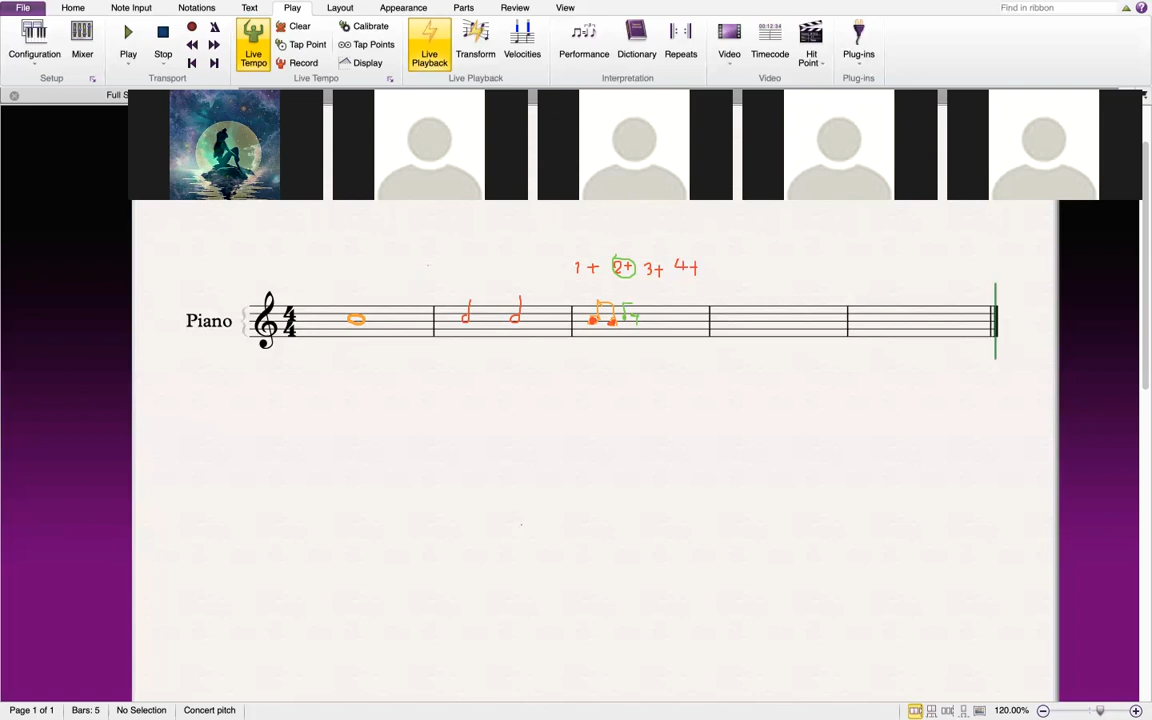 File Home Note Input Notations Text Play Layout Appearance Parts Review View Find in ribbon
Configuration Mixer Play Stop Live Tempo Clear Calibrate Live Playback Transform Velocities Performance Dictionary Repeats Video Timecode Hit Point Plug-ins
Tap Point Tap Points
Record Display
Setup Transport Live Tempo Live Playback Interpretation Video Plug-ins
Full S
1 + 2+ 3+ 4+
Piano 4 4
Page 1 of 1 Bars: 5 No Selection Concert pitch 120.00%